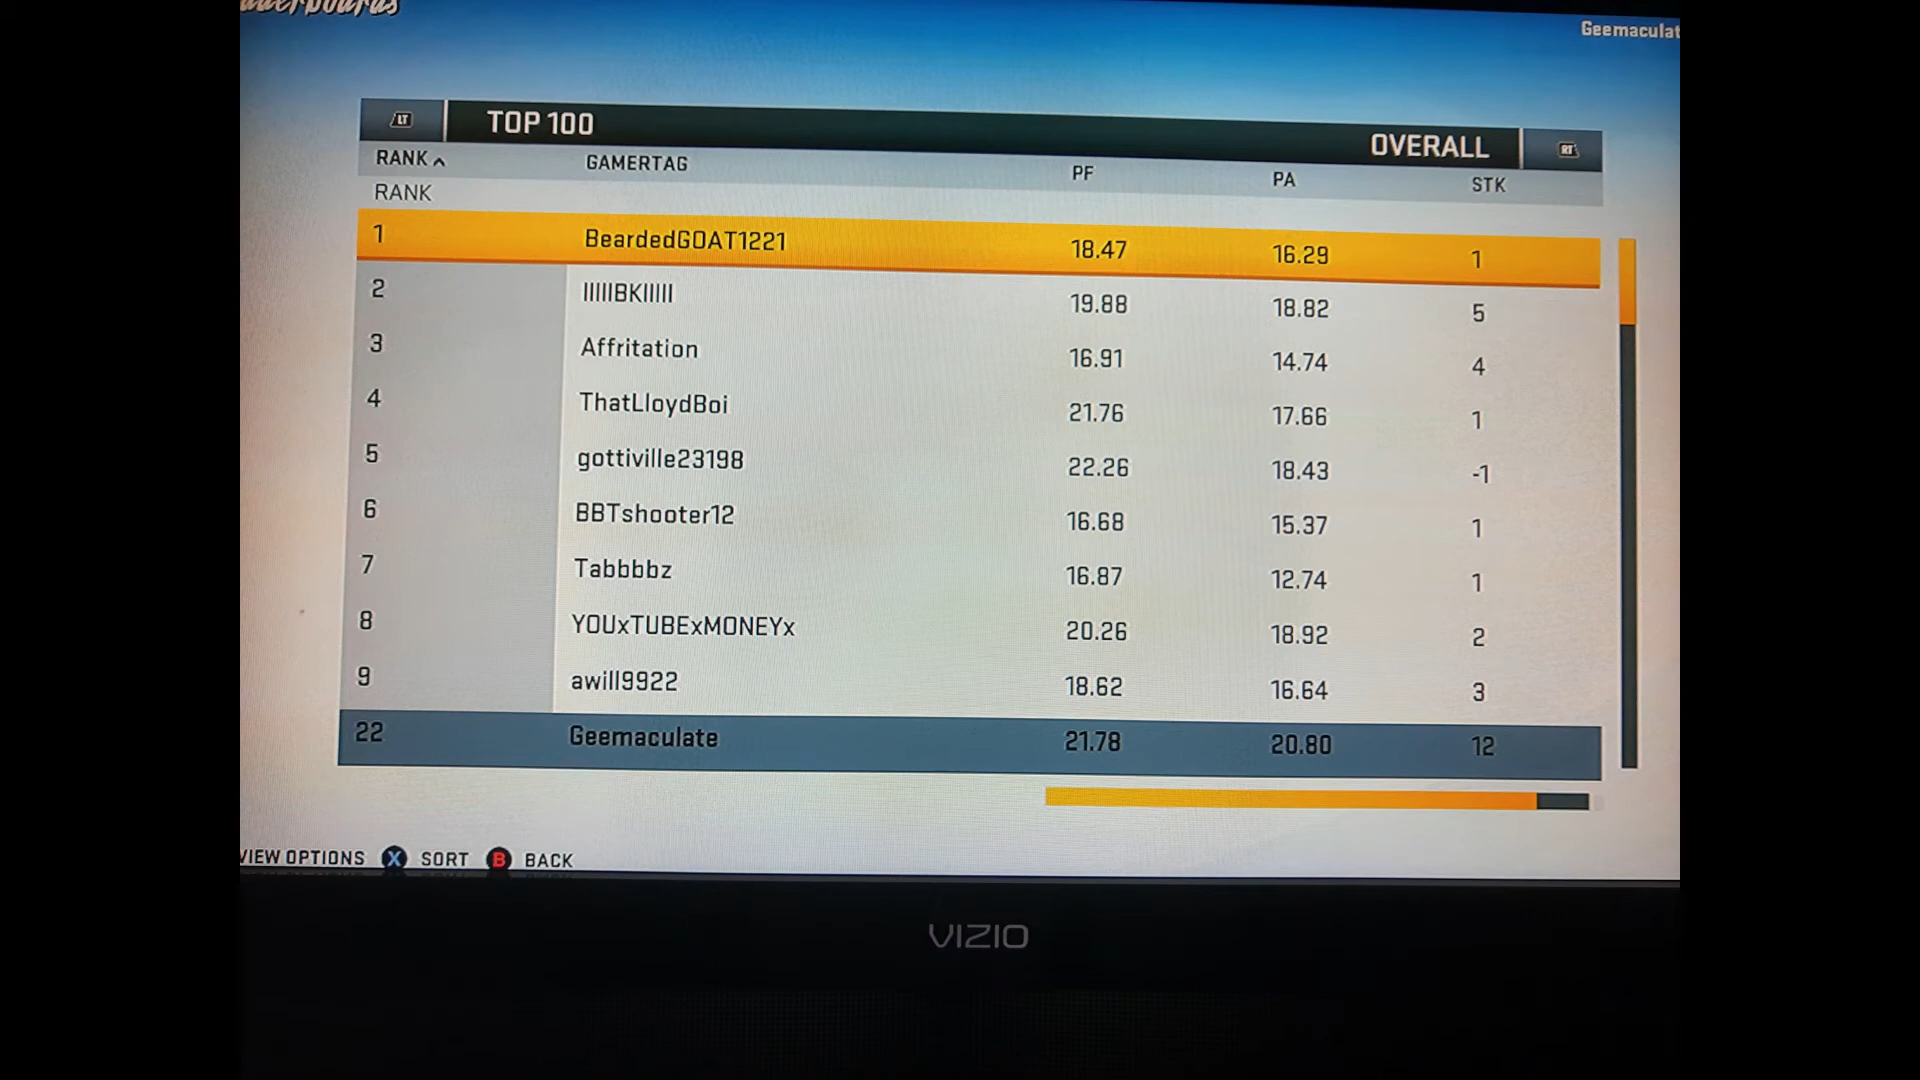 Geemaculat
LT TOP 100 OVERALL RT
RANK GAMERTAG PF PA STK
RANK
1 BeardedGOAT1221 18.47 16.29 1
2 IIIIIBKIIIII 19.88 18.82 5
3 Affritation 16.91 14.74 4
4 ThatLloydBoi 21.76 17.66 1
5 gottiville23198 22.26 18.43 -1
6 BBTshooter12 16.68 15.37 1
7 Tabbbbz 16.87 12.74 1
8 YOUxTUBExMONEYx 20.26 18.92 2
9 awill9922 18.62 16.64 3
22 Geemaculate 21.78 20.80 12
VIEW OPTIONS X SORT B BACK
VIZIO